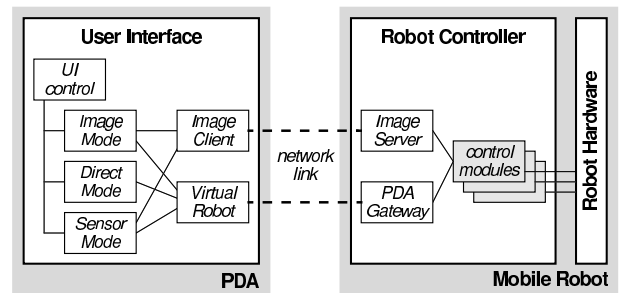 User Interface
UI
control
Image
Mode
Direct
Mode
Sensor
Mode
Image
Client
Virtual
Robot
PDA
network
link
Robot Controller
Image
Server
PDA
Gateway
control
modules
Robot Hardware
Mobile Robot